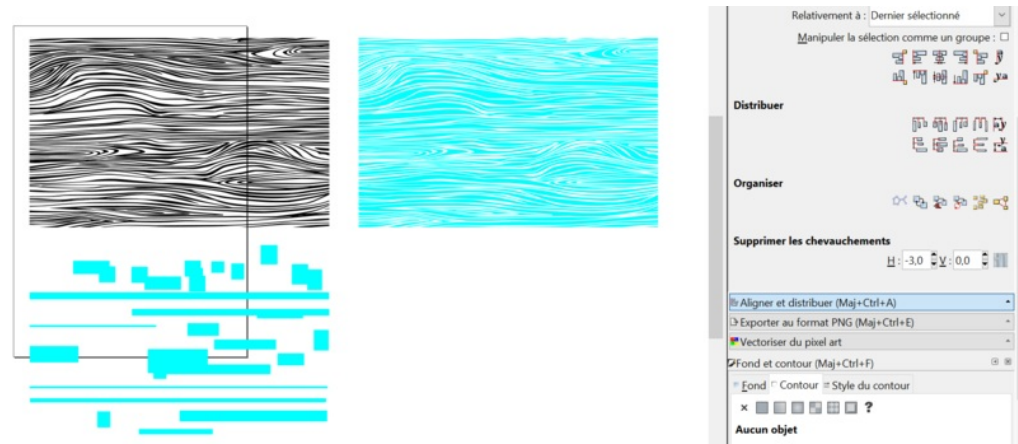 Relativement à : Dernier sélectionné
Manipuler la sélection comme un groupe :
Distribuer
Organiser
Supprimer les chevauchements
H : -3,0 V : 0,0
Aligner et distribuer (Maj+Ctrl+A)
Exporter au format PNG (Maj+Ctrl+E)
Vectoriser du pixel art
Fond et contour (Maj+Ctrl+F)
Fond Contour Style du contour
?
Aucun objet